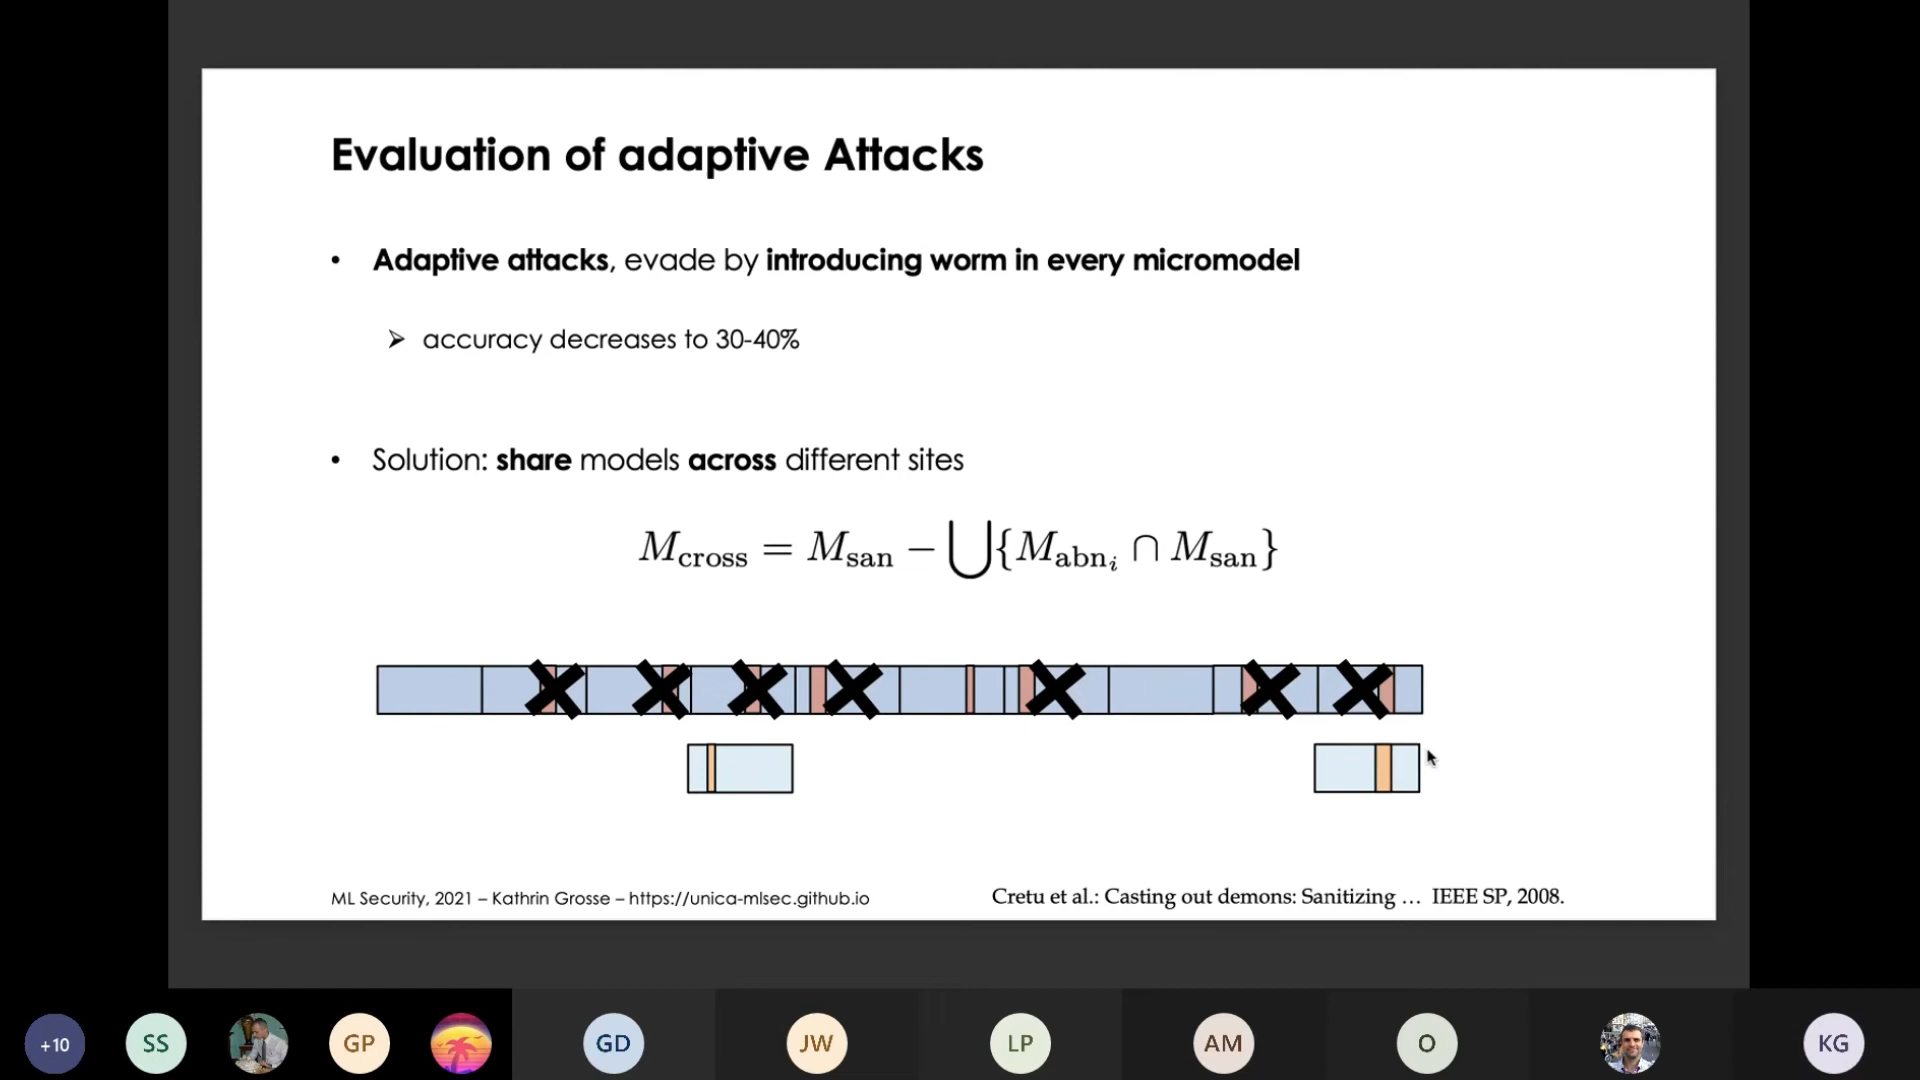 Evaluation of adaptive Attacks
• Adaptive attacks, evade by introducing worm in every micromodel
➢ accuracy decreases to 30-40%
• Solution: share models across different sites
M_cross = M_san − ⋃{M_abn_i ∩ M_san}
ML Security, 2021 – Kathrin Grosse – https://unica-mlsec.github.io
Cretu et al.: Casting out demons: Sanitizing … IEEE SP, 2008.
+10 SS GP GD JW LP AM O KG